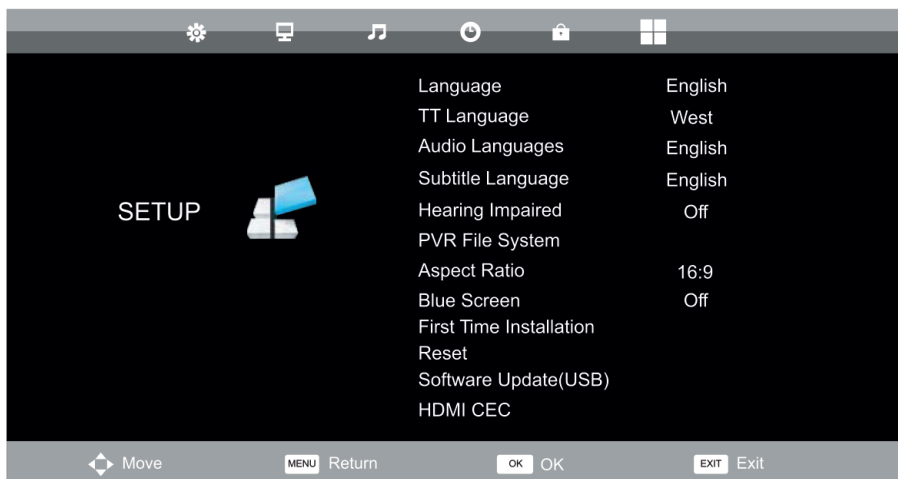 Language English
TT Language West
Audio Languages English
Subtitle Language English
SETUP
Hearing Impaired Off
PVR File System
Aspect Ratio 16:9
Blue Screen Off
First Time Installation
Reset
Software Update(USB)
HDMI CEC
Move MENU Return OK OK EXIT Exit